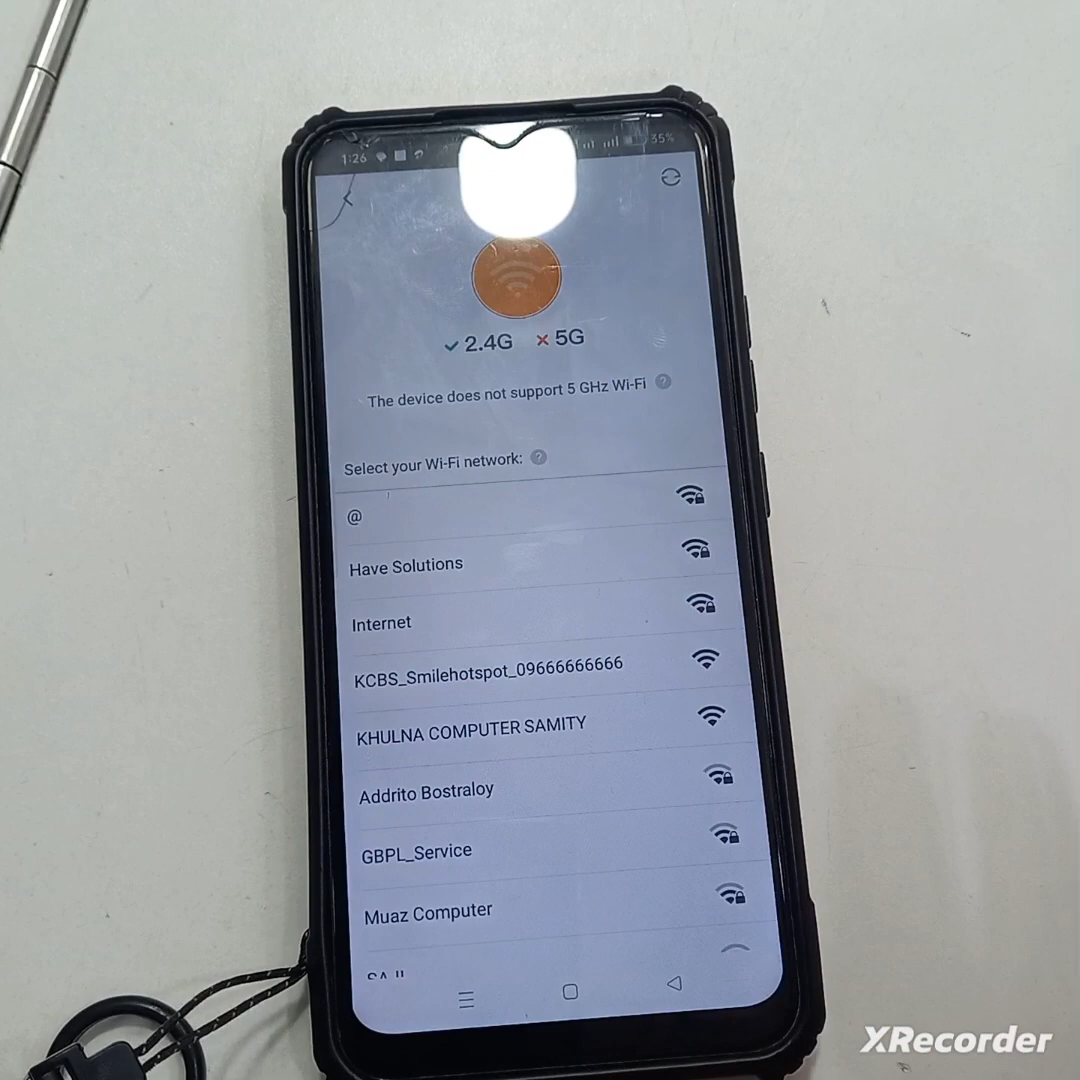 1:26
35%
2.4G 5G
The device does not support 5 GHz Wi-Fi ?
Select your Wi-Fi network: ?
@
Have Solutions
Internet
KCBS_Smilehotspot_09666666666
KHULNA COMPUTER SAMITY
Addrito Bostraloy
GBPL_Service
Muaz Computer
XRecorder